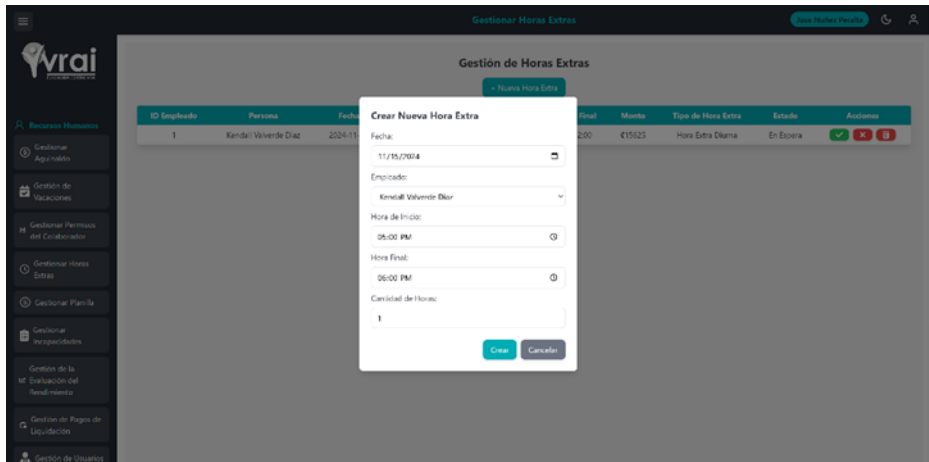 Gestionar Horas Extras
Jose Nuñez Peralta
vrai
Gestión de Horas Extras
+ Nueva Hora Extra
Recursos Humanos
Gestionar
Aguinaldo
Gestión de
Vacaciones
Gestionar Permisos
del Colaborador
Gestionar Horas
Extras
Gestionar Planilla
Gestionar
Incapacidades
Gestión de la
Evaluación del
Rendimiento
Gestión de Pagos de
Liquidación
Gestión de Usuarios
ID Empleado Persona Fecha Final Monto Tipo de Hora Extra Estado Acciones
1 Kendall Valverde Diaz 2024-11- 2:00 ₡15625 Hora Extra Diurna En Espera
Crear Nueva Hora Extra
Fecha:
11/15/2024
Empleado:
Kendall Valverde Diaz
Hora de Inicio:
05:00 PM
Hora Final:
06:00 PM
Cantidad de Horas:
1
Crear Cancelar